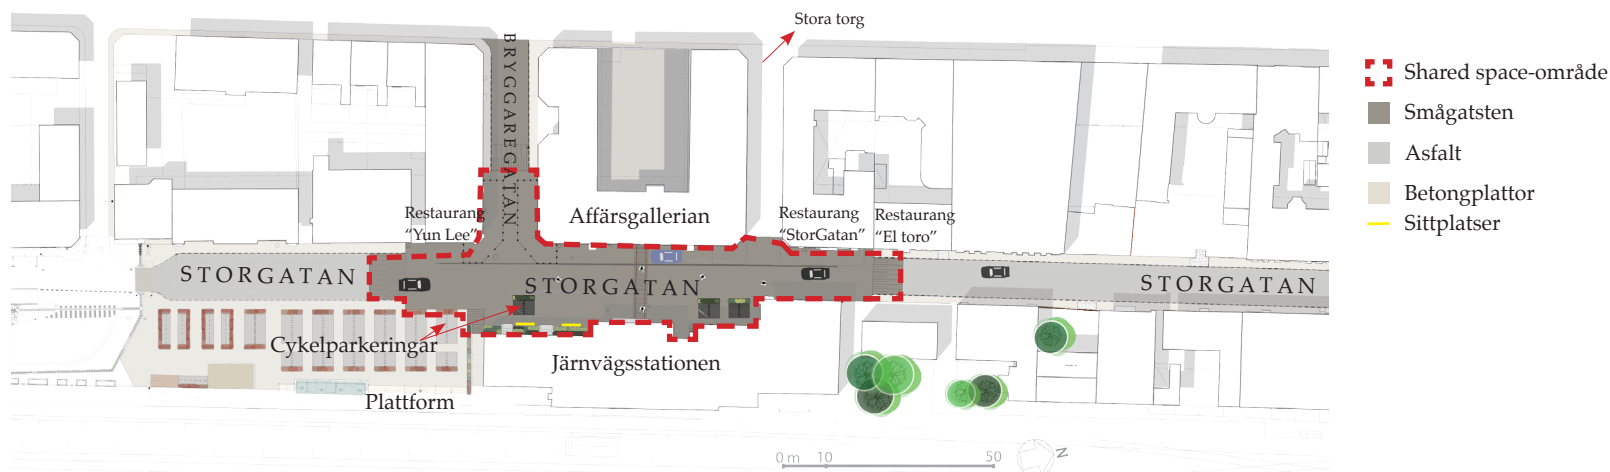 Stora torg
BRYGGAREGATAN
Restaurang
“Yun Lee”
Affärsgallerian
Restaurang
“StorGatan”
Restaurang
“El toro”
STORGATAN
STORGATAN
STORGATAN
Cykelparkeringar
Järnvägsstationen
Plattform
0 m 10 50
N
Shared space-område
Smågatsten
Asfalt
Betongplattor
Sittplatser